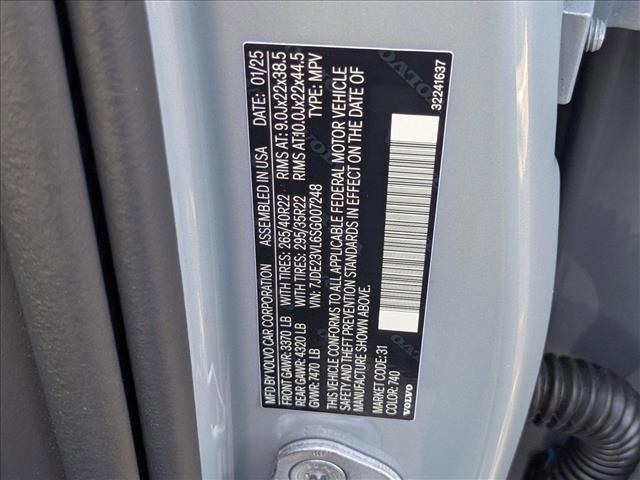 MFD BY VOLVO CAR CORPORATION ASSEMBLED IN USA DATE: 01/25
FRONT GAWR: 3370 LB WITH TIRES: 265/40R22 RIMS AT: 9.0Jx22x38.5
REAR GAWR: 4320 LB WITH TIRES: 295/35R22 RIMS AT: 10.0Jx22x44.5
GVWR: 7470 LB VIN: 7JDE23VL6SG007248 TYPE: MPV
THIS VEHICLE CONFORMS TO ALL APPLICABLE FEDERAL MOTOR VEHICLE
SAFETY AND THEFT PREVENTION STANDARDS IN EFFECT ON THE DATE OF
MANUFACTURE SHOWN ABOVE.
MARKET CODE: 31
COLOR: 740
VOLVO
32241637